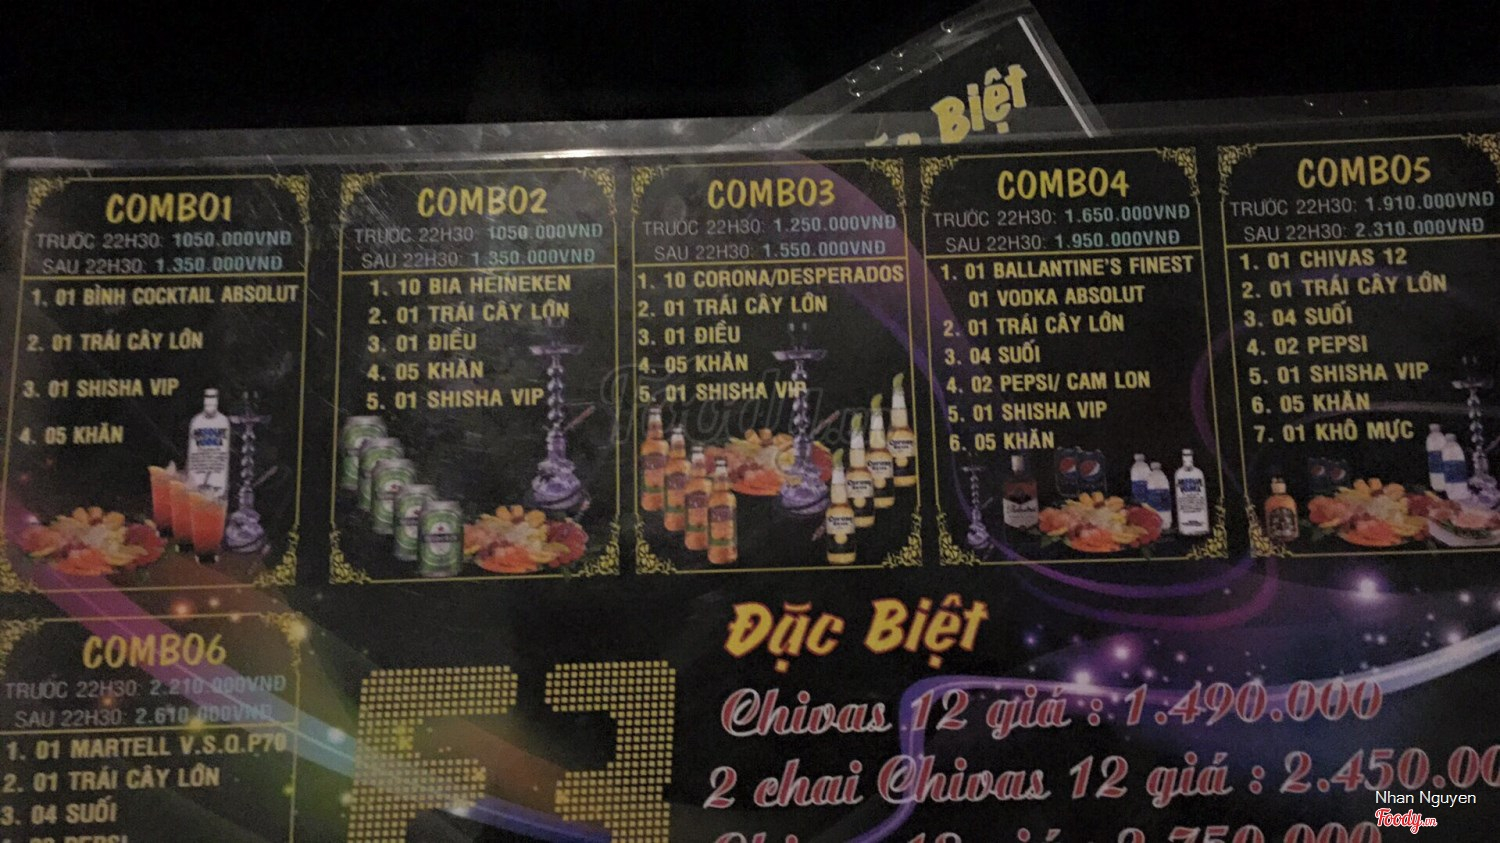 Biệt
COMBO1
TRƯỚC 22H30: 1050.000VNĐ
SAU 22H30: 1.350.000VNĐ
1. 01 BÌNH COCKTAIL ABSOLUT
2. 01 TRÁI CÂY LỚN
3. 01 SHISHA VIP
4. 05 KHĂN
COMBO2
TRƯỚC 22H30: 1050.000VNĐ
SAU 22H30: 1.350.000VNĐ
1. 10 BIA HEINEKEN
2. 01 TRÁI CÂY LỚN
3. 01 ĐIỀU
4. 05 KHĂN
5. 01 SHISHA VIP
COMBO3
TRƯỚC 22H30: 1.250.000VNĐ
SAU 22H30: 1.550.000VNĐ
1. 10 CORONA/DESPERADOS
2. 01 TRÁI CÂY LỚN
3. 01 ĐIỀU
4. 05 KHĂN
5. 01 SHISHA VIP
COMBO4
TRƯỚC 22H30: 1.650.000VNĐ
SAU 22H30: 1.950.000VNĐ
1. 01 BALLANTINE'S FINEST
01 VODKA ABSOLUT
2. 01 TRÁI CÂY LỚN
3. 04 SUỐI
4. 02 PEPSI/ CAM LON
5. 01 SHISHA VIP
6. 05 KHĂN
COMBO5
TRƯỚC 22H30: 1.910.000VNĐ
SAU 22H30: 2.310.000VNĐ
1. 01 CHIVAS 12
2. 01 TRÁI CÂY LỚN
3. 04 SUỐI
4. 02 PEPSI
5. 01 SHISHA VIP
6. 05 KHĂN
7. 01 KHÔ MỰC
COMBO6
TRƯỚC 22H30: 2.210.000VNĐ
SAU 22H30: 2.610.000VNĐ
1. 01 MARTELL V.S.O.P70
2. 01 TRÁI CÂY LỚN
3. 04 SUỐI
Đặc Biệt
Chivas 12 giá : 1.490.000
2 chai Chivas 12 giá : 2.450.00
Foody.vn
Nhan Nguyen
Foody.vn